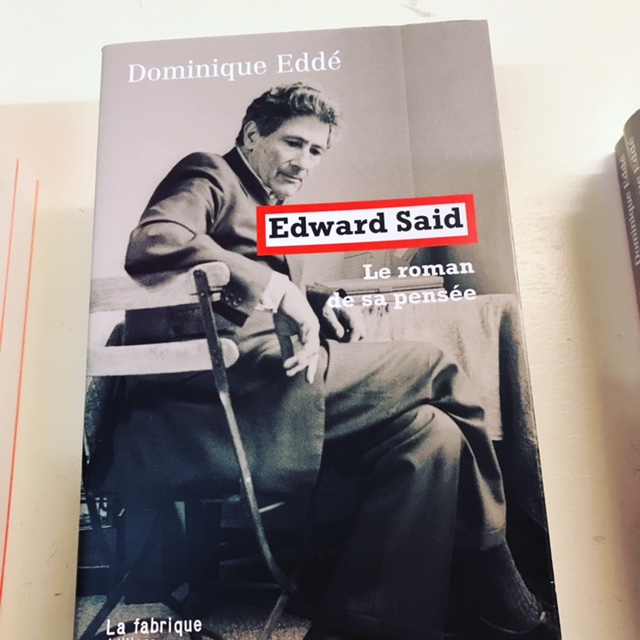 Dominique Eddé
Edward Said
Le roman
de sa pensée
La fabrique